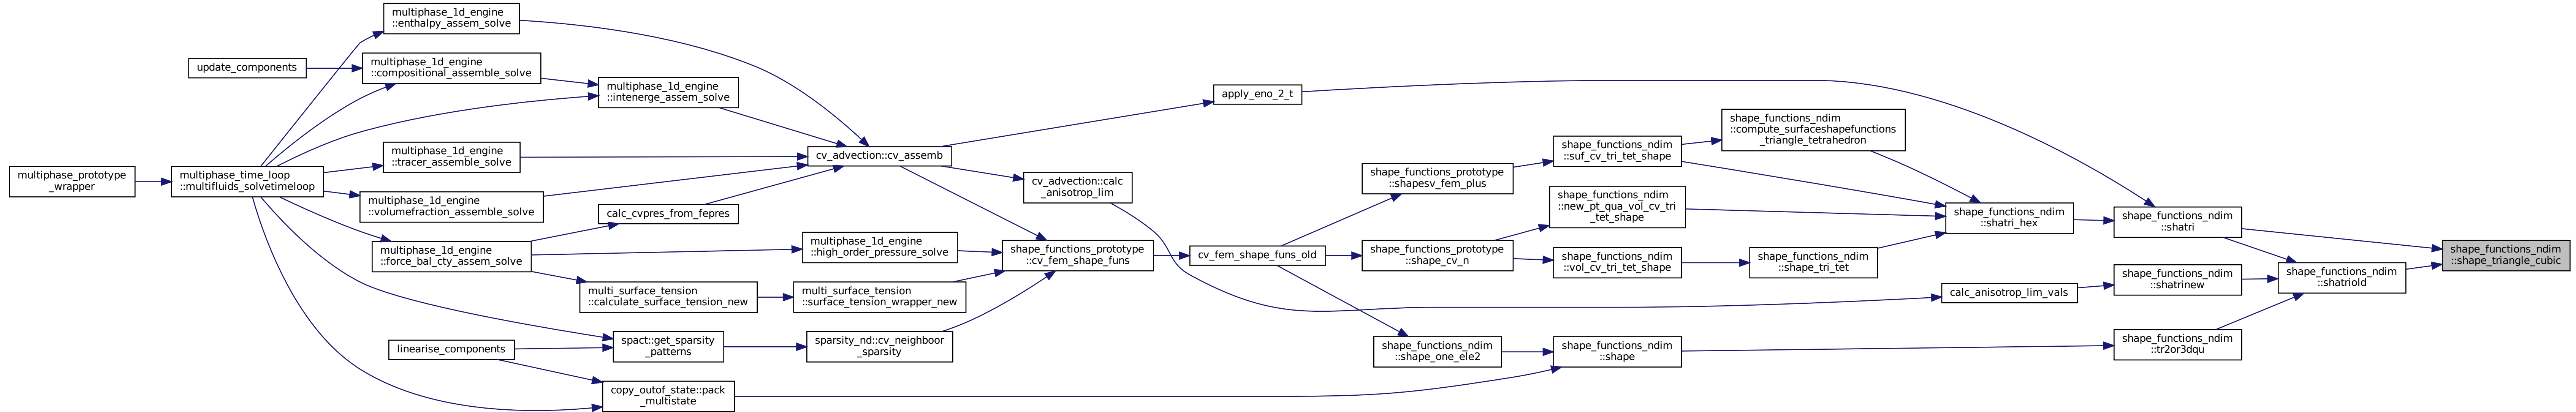 multiphase_prototype
_wrapper
multiphase_time_loop
::multifluids_solvetimeloop
update_components
multiphase_1d_engine
::enthalpy_assem_solve
multiphase_1d_engine
::compositional_assemble_solve
multiphase_1d_engine
::intenerge_assem_solve
multiphase_1d_engine
::tracer_assemble_solve
multiphase_1d_engine
::volumefraction_assemble_solve
calc_cvpres_from_fepres
multiphase_1d_engine
::force_bal_cty_assem_solve
multiphase_1d_engine
::high_order_pressure_solve
multi_surface_tension
::calculate_surface_tension_new
multi_surface_tension
::surface_tension_wrapper_new
linearise_components
spact::get_sparsity
_patterns
sparsity_nd::cv_neighboor
_sparsity
copy_outof_state::pack
_multistate
cv_advection::cv_assemb
cv_advection::calc
_anisotrop_lim
shape_functions_prototype
::cv_fem_shape_funs
apply_eno_2_t
cv_fem_shape_funs_old
shape_functions_prototype
::shapesv_fem_plus
shape_functions_prototype
::shape_cv_n
shape_functions_ndim
::shape_one_ele2
shape_functions_ndim
::suf_cv_tri_tet_shape
shape_functions_ndim
::new_pt_qua_vol_cv_tri
_tet_shape
shape_functions_ndim
::vol_cv_tri_tet_shape
shape_functions_ndim
::shape
shape_functions_ndim
::compute_surfaceshapefunctions
_triangle_tetrahedron
shape_functions_ndim
::shape_tri_tet
shape_functions_ndim
::shatri_hex
calc_anisotrop_lim_vals
shape_functions_ndim
::shatri
shape_functions_ndim
::shatrinew
shape_functions_ndim
::tr2or3dqu
shape_functions_ndim
::shatriold
shape_functions_ndim
::shape_triangle_cubic